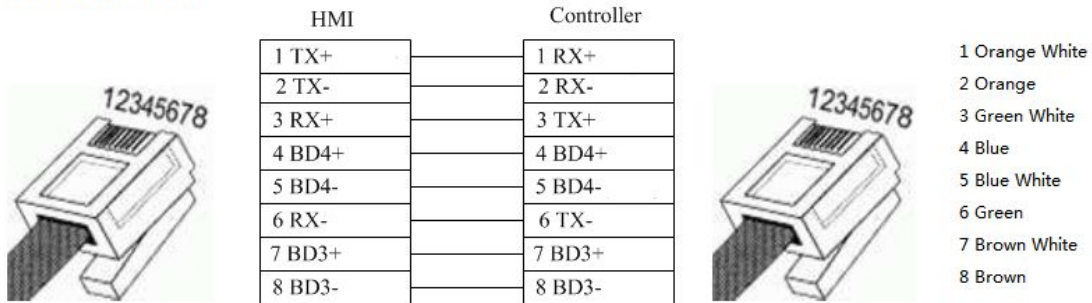 HMI Controller
1 TX+ 1 RX+
2 TX- 2 RX-
3 RX+ 3 TX+
4 BD4+ 4 BD4+
5 BD4- 5 BD4-
6 RX- 6 TX-
7 BD3+ 7 BD3+
8 BD3- 8 BD3-
12345678
12345678
1 Orange White
2 Orange
3 Green White
4 Blue
5 Blue White
6 Green
7 Brown White
8 Brown